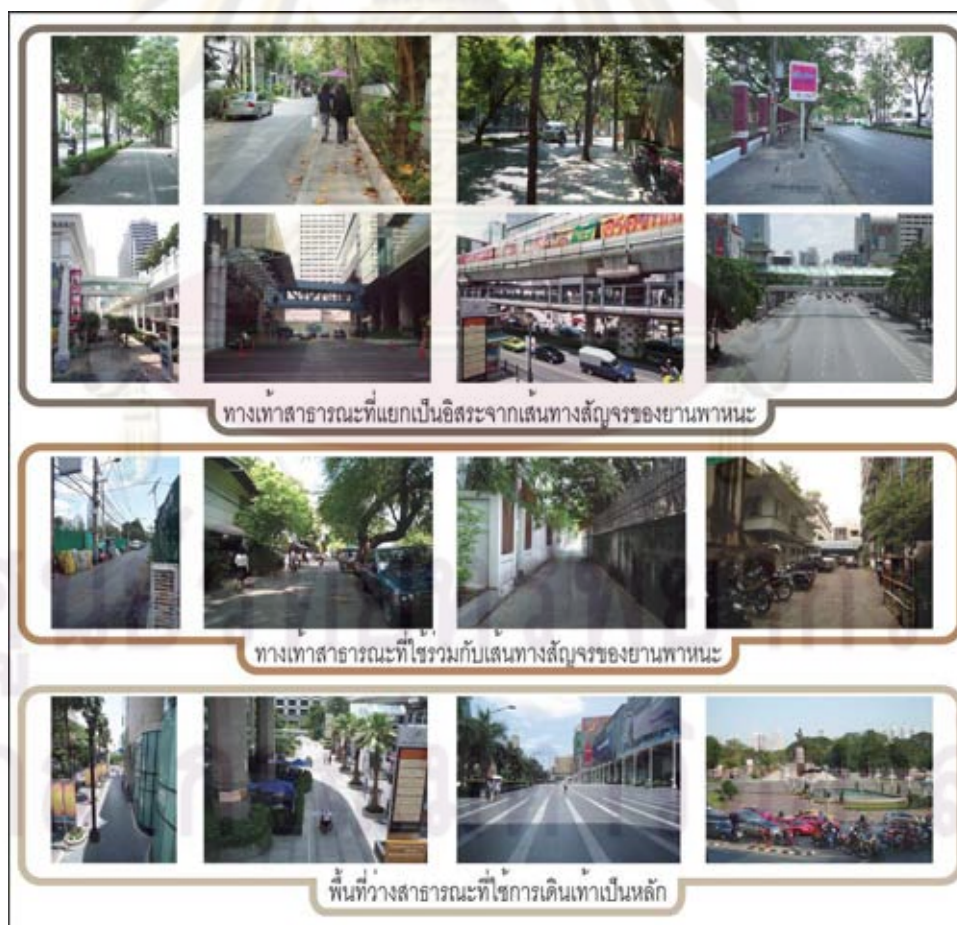 ทางเท้าสาธารณะที่แยกเป็นอิสระจากเส้นทางสัญจรของยานพาหนะ
ทางเท้าสาธารณะที่ใช้ร่วมกับเส้นทางสัญจรของยานพาหนะ
พื้นที่ว่างสาธารณะที่ใช้การเดินเท้าเป็นหลัก